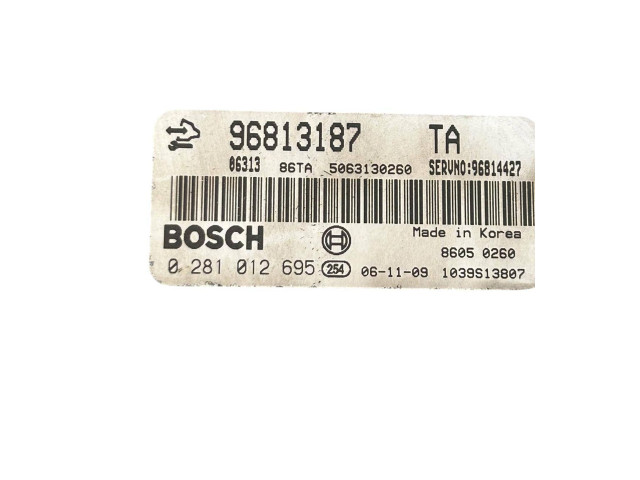 96813187 TA
06313 86TA 5063130260 SERVNO:96814427
BOSCH Made in Korea
8605 0260
0 281 012 695 254 06-11-09 1039S13807